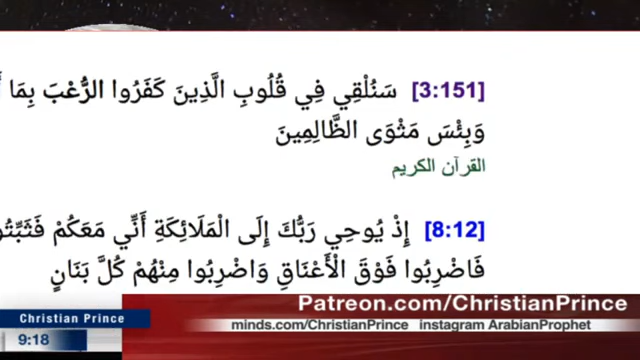 [3:151] سَنُلْقِي فِي قُلُوبِ الَّذِينَ كَفَرُوا الرُّعْبَ بِمَا
وَبِئْسَ مَثْوَى الظَّالِمِينَ
القرآن الكريم
[8:12] إِذْ يُوحِي رَبُّكَ إِلَى الْمَلَائِكَةِ أَنِّي مَعَكُمْ
فَاضْرِبُوا فَوْقَ الْأَعْنَاقِ وَاضْرِبُوا مِنْهُمْ كُلَّ بَنَانٍ
Patreon.com/ChristianPrince
Christian Prince
minds.com/ChristianPrince instagram ArabianProphet
9:18